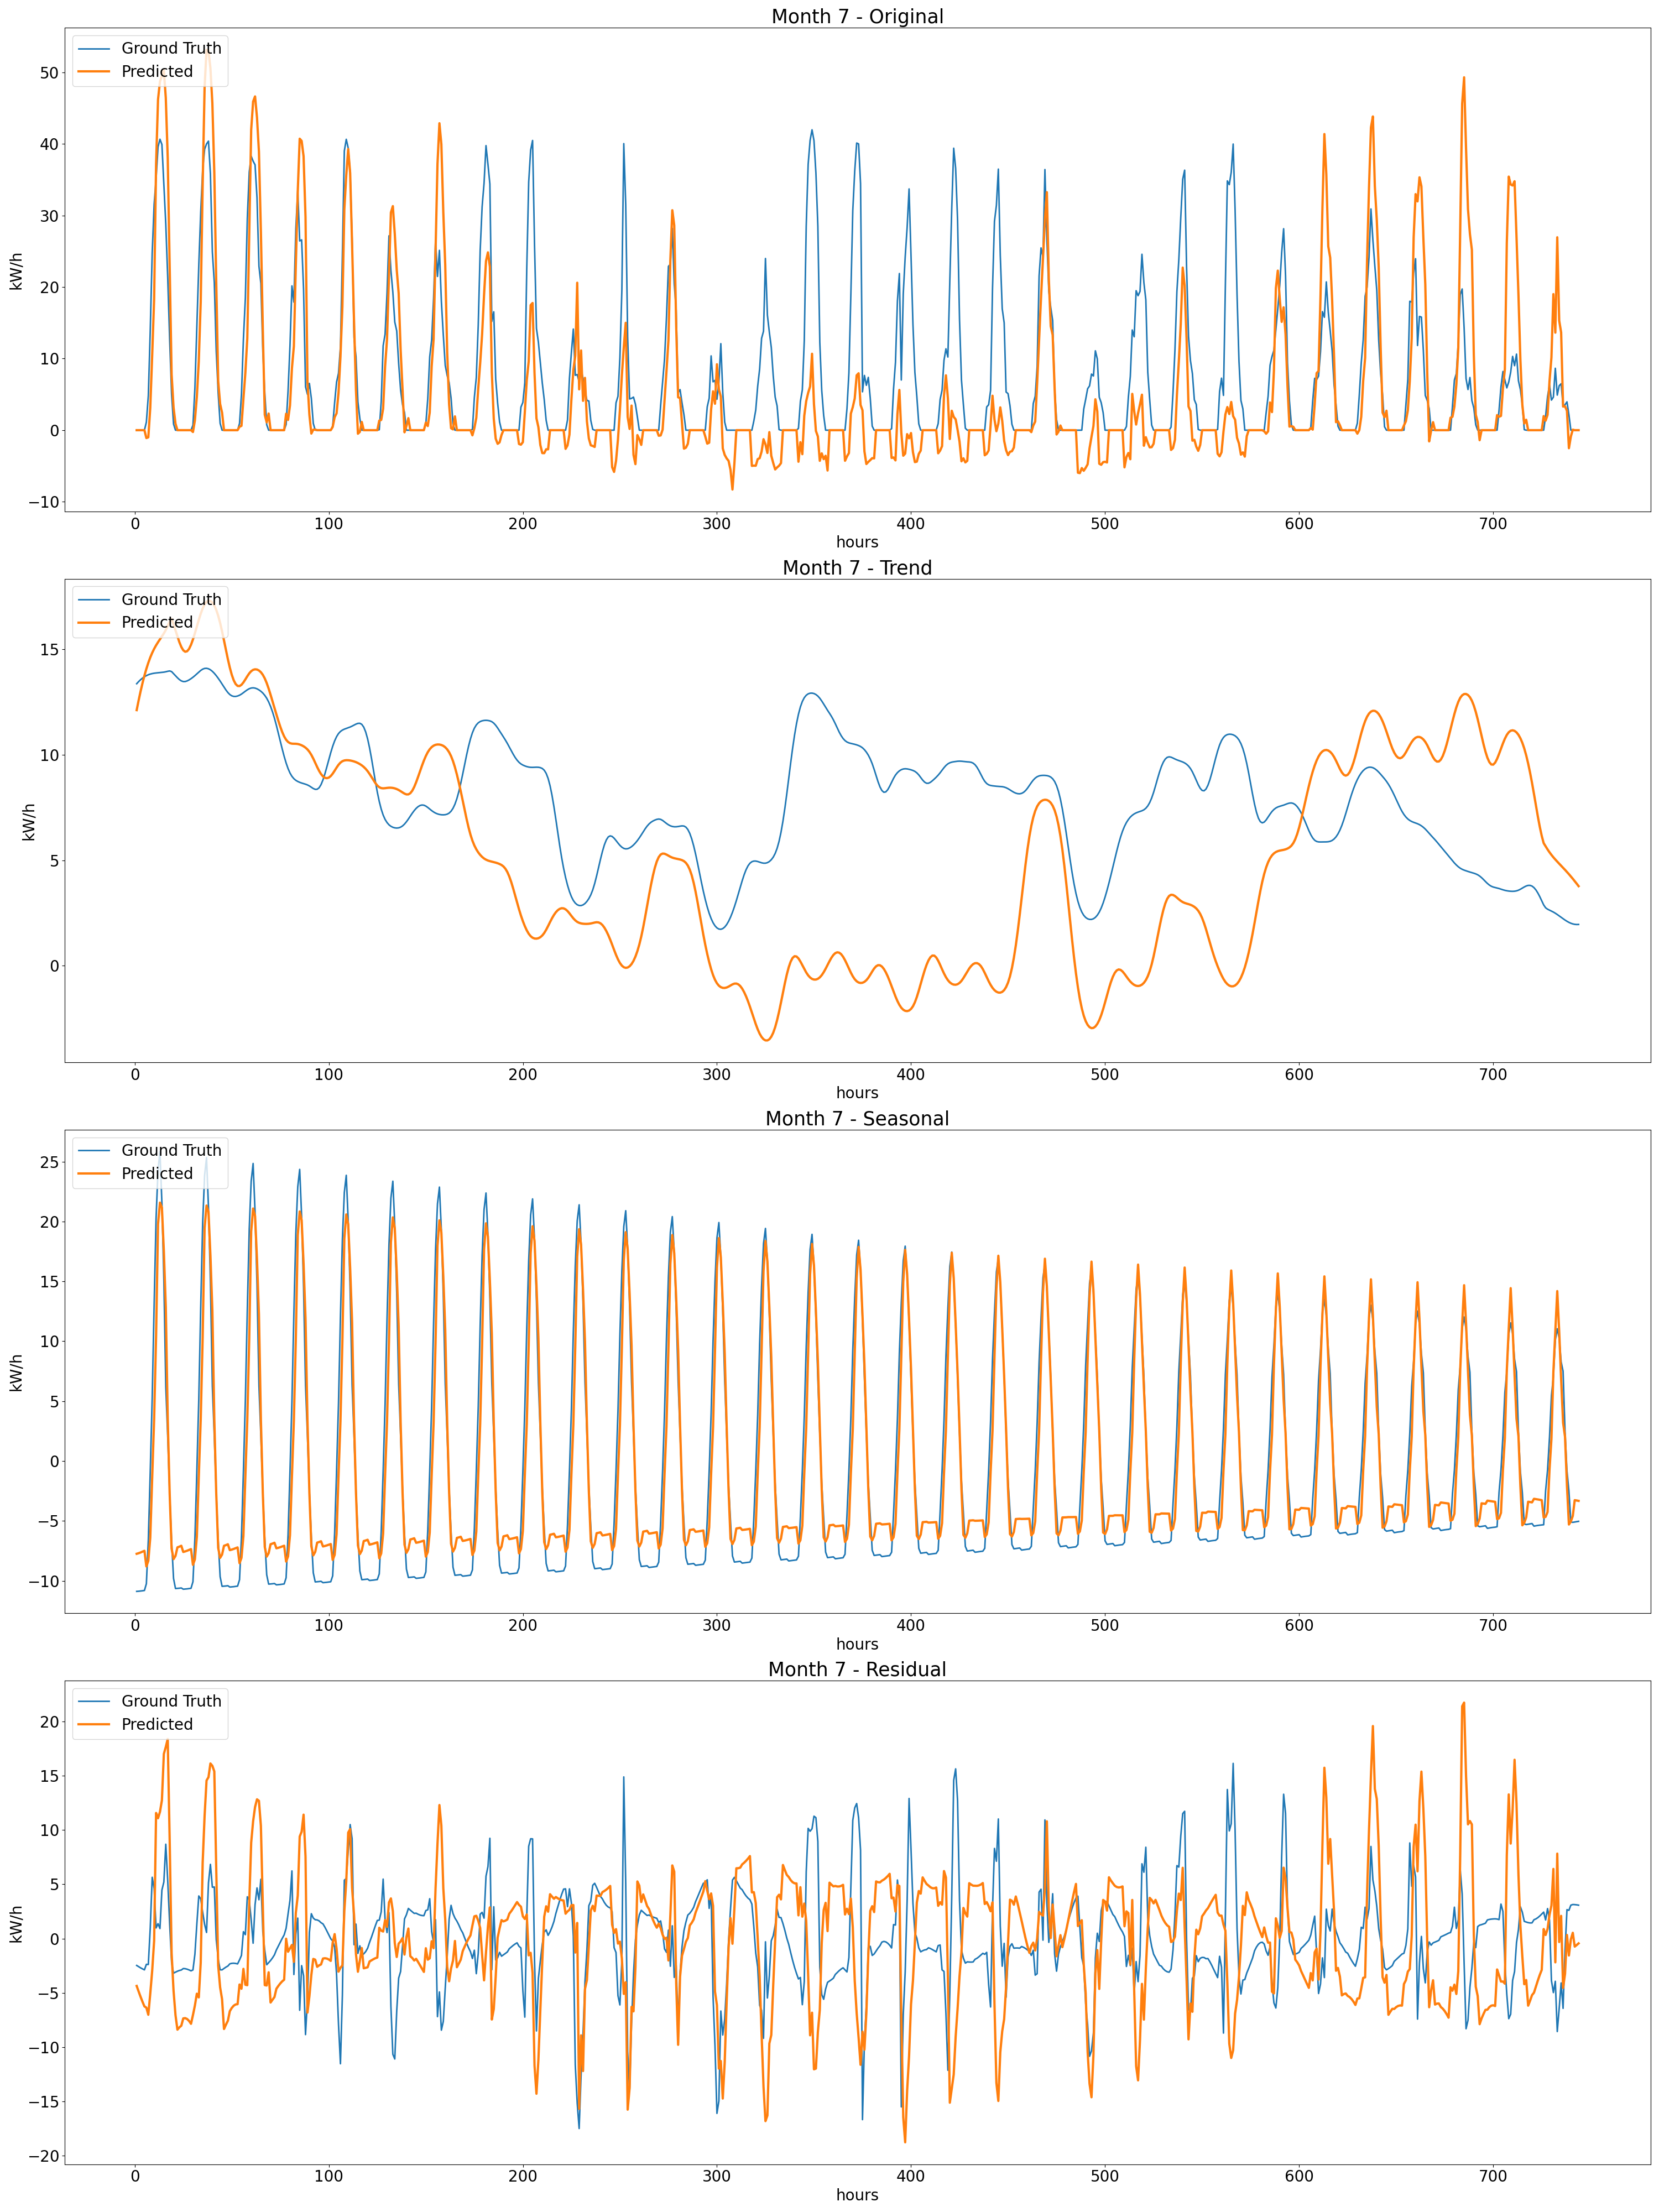 Month 7 - Original
Ground Truth
Predicted
kW/h
50
40
30
20
10
0
−10
0 100 200 300 400 500 600 700
hours
Month 7 - Trend
Ground Truth
Predicted
kW/h
15
10
5
0
0 100 200 300 400 500 600 700
hours
Month 7 - Seasonal
Ground Truth
Predicted
kW/h
25
20
15
10
5
0
−5
−10
0 100 200 300 400 500 600 700
hours
Month 7 - Residual
Ground Truth
Predicted
kW/h
20
15
10
5
0
−5
−10
−15
−20
0 100 200 300 400 500 600 700
hours